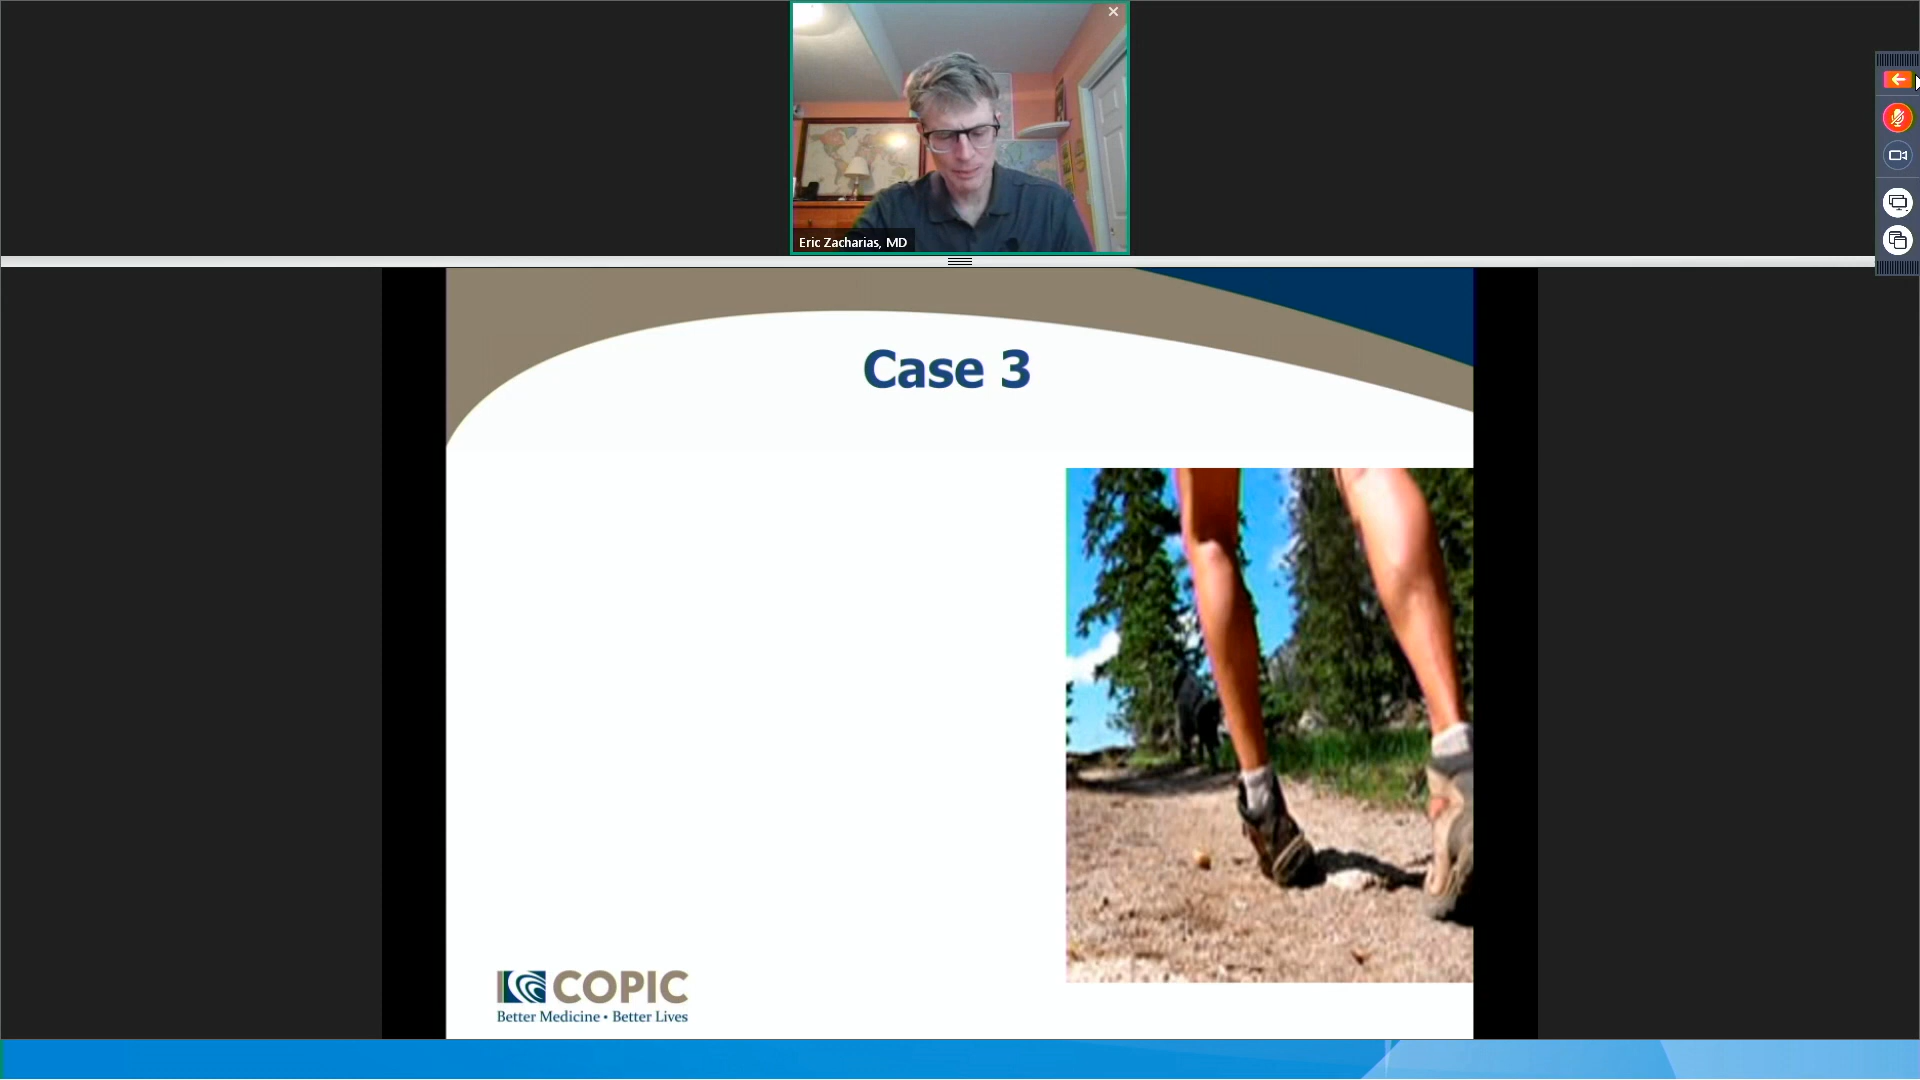 Eric Zacharias, MD
Case 3
COPIC
Better Medicine • Better Lives